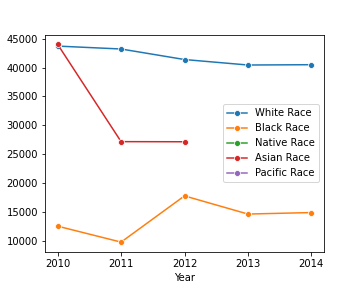 45000
40000
35000
30000
25000
20000
15000
10000
White Race
Black Race
Native Race
Asian Race
Pacific Race
2010 2011 2012 2013 2014
Year